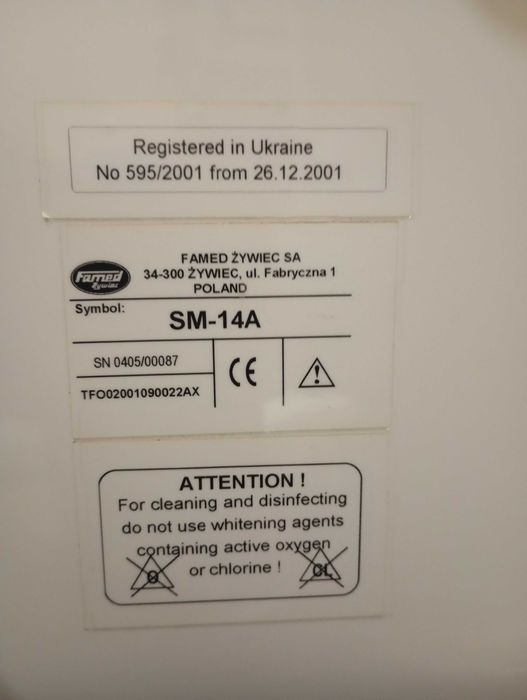 Registered in Ukraine
No 595/2001 from 26.12.2001
Famed
Żywiec
FAMED ŻYWIEC SA
34-300 ŻYWIEC, ul. Fabryczna 1
POLAND
Symbol:
SM-14A
SN 0405/00087
TFO02001090022AX
CE
!
ATTENTION !
For cleaning and disinfecting
do not use whitening agents
containing active oxygen
or chlorine !
O
CL